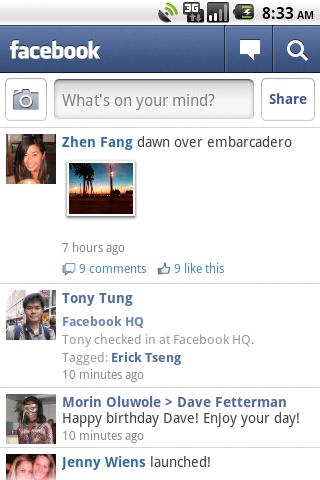 3G
8:33 AM
facebook
What's on your mind?
Share
Zhen Fang dawn over embarcadero
7 hours ago
9 comments 9 like this
Tony Tung
Facebook HQ
Tony checked in at Facebook HQ.
Tagged: Erick Tseng
10 minutes ago
Morin Oluwole > Dave Fetterman
Happy birthday Dave! Enjoy your day!
10 minutes ago
Jenny Wiens launched!